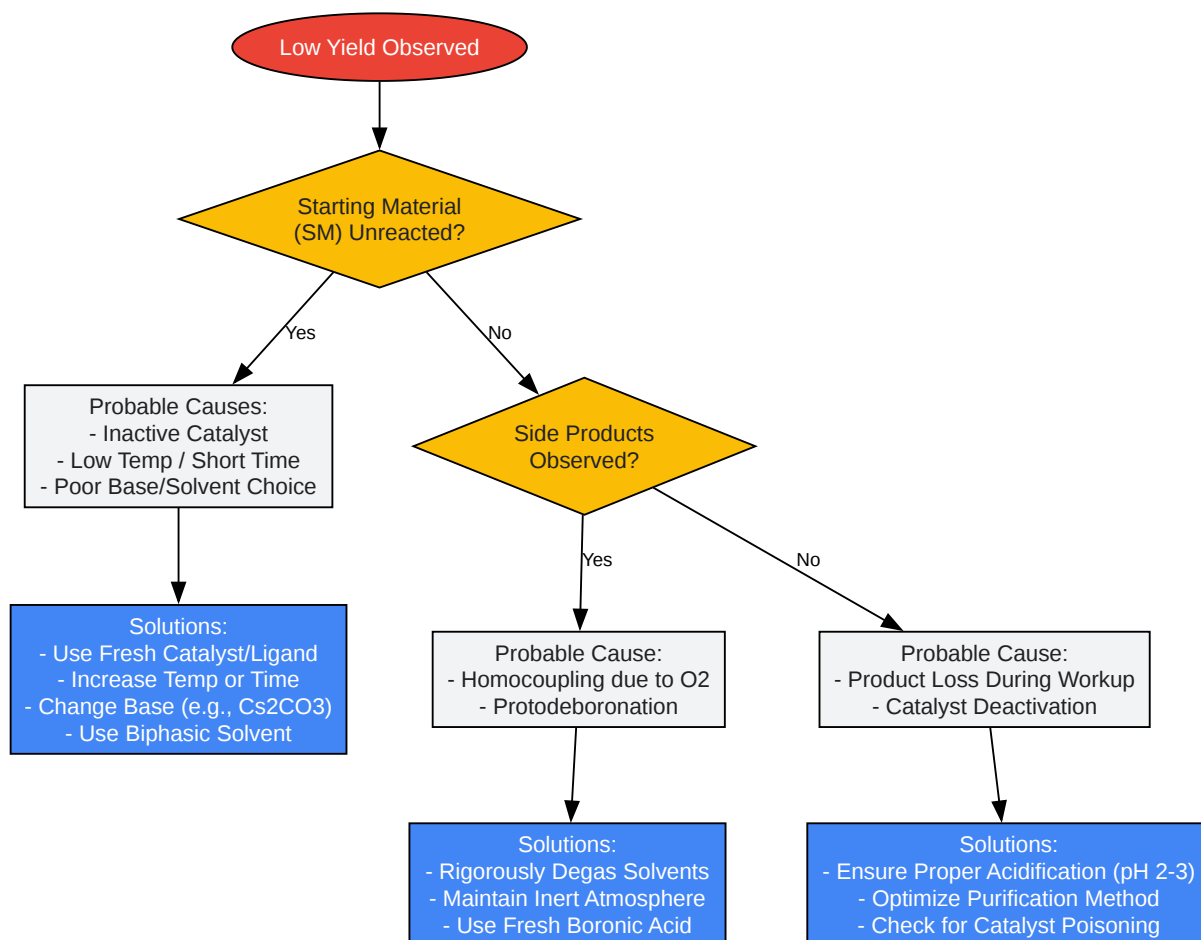 Low Yield Observed
Starting Material
(SM) Unreacted?
Yes
No
Probable Causes:
- Inactive Catalyst
- Low Temp / Short Time
- Poor Base/Solvent Choice
Side Products
Observed?
Yes
No
Solutions:
- Use Fresh Catalyst/Ligand
- Increase Temp or Time
- Change Base (e.g., Cs2CO3)
- Use Biphasic Solvent
Probable Cause:
- Homocoupling due to O2
- Protodeboronation
Probable Cause:
- Product Loss During Workup
- Catalyst Deactivation
Solutions:
- Rigorously Degas Solvents
- Maintain Inert Atmosphere
- Use Fresh Boronic Acid
Solutions:
- Ensure Proper Acidification (pH 2-3)
- Optimize Purification Method
- Check for Catalyst Poisoning